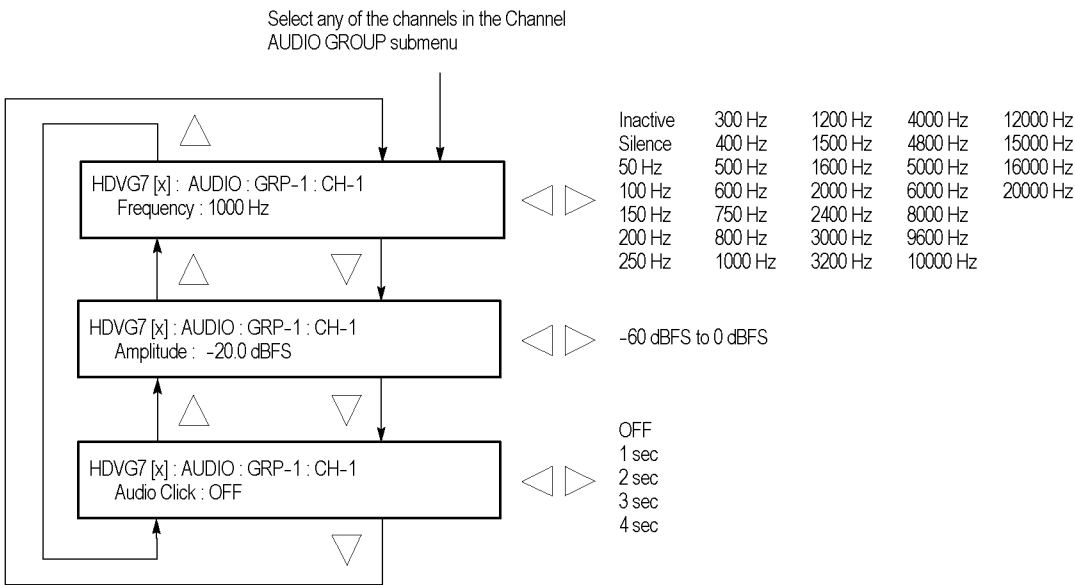 Select any of the channels in the Channel
AUDIO GROUP submenu
HDVG7 [x] : AUDIO : GRP-1 : CH-1
Frequency : 1000 Hz
Inactive 300 Hz 1200 Hz 4000 Hz 12000 Hz
Silence 400 Hz 1500 Hz 4800 Hz 15000 Hz
50 Hz 500 Hz 1600 Hz 5000 Hz 16000 Hz
100 Hz 600 Hz 2000 Hz 6000 Hz 20000 Hz
150 Hz 750 Hz 2400 Hz 8000 Hz
200 Hz 800 Hz 3000 Hz 9600 Hz
250 Hz 1000 Hz 3200 Hz 10000 Hz
HDVG7 [x] : AUDIO : GRP-1 : CH-1
Amplitude : -20.0 dBFS
-60 dBFS to 0 dBFS
HDVG7 [x] : AUDIO : GRP-1 : CH-1
Audio Click : OFF
OFF
1 sec
2 sec
3 sec
4 sec